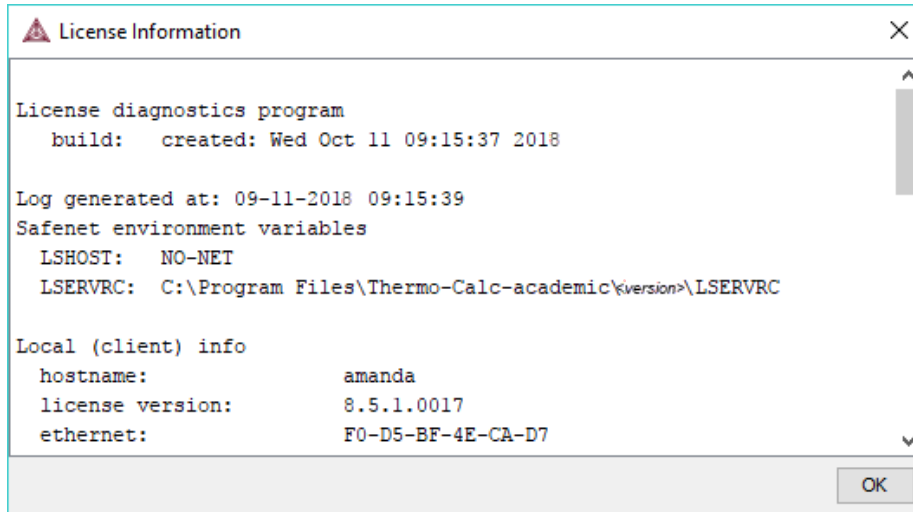 License Information
License diagnostics program
build: created: Wed Oct 11 09:15:37 2018
Log generated at: 09-11-2018 09:15:39
Safenet environment variables
LSHOST: NO-NET
LSERVRC: C:\Program Files\Thermo-Calc-academic\<version>\LSERVRC
Local (client) info
hostname: amanda
license version: 8.5.1.0017
ethernet: F0-D5-BF-4E-CA-D7
OK